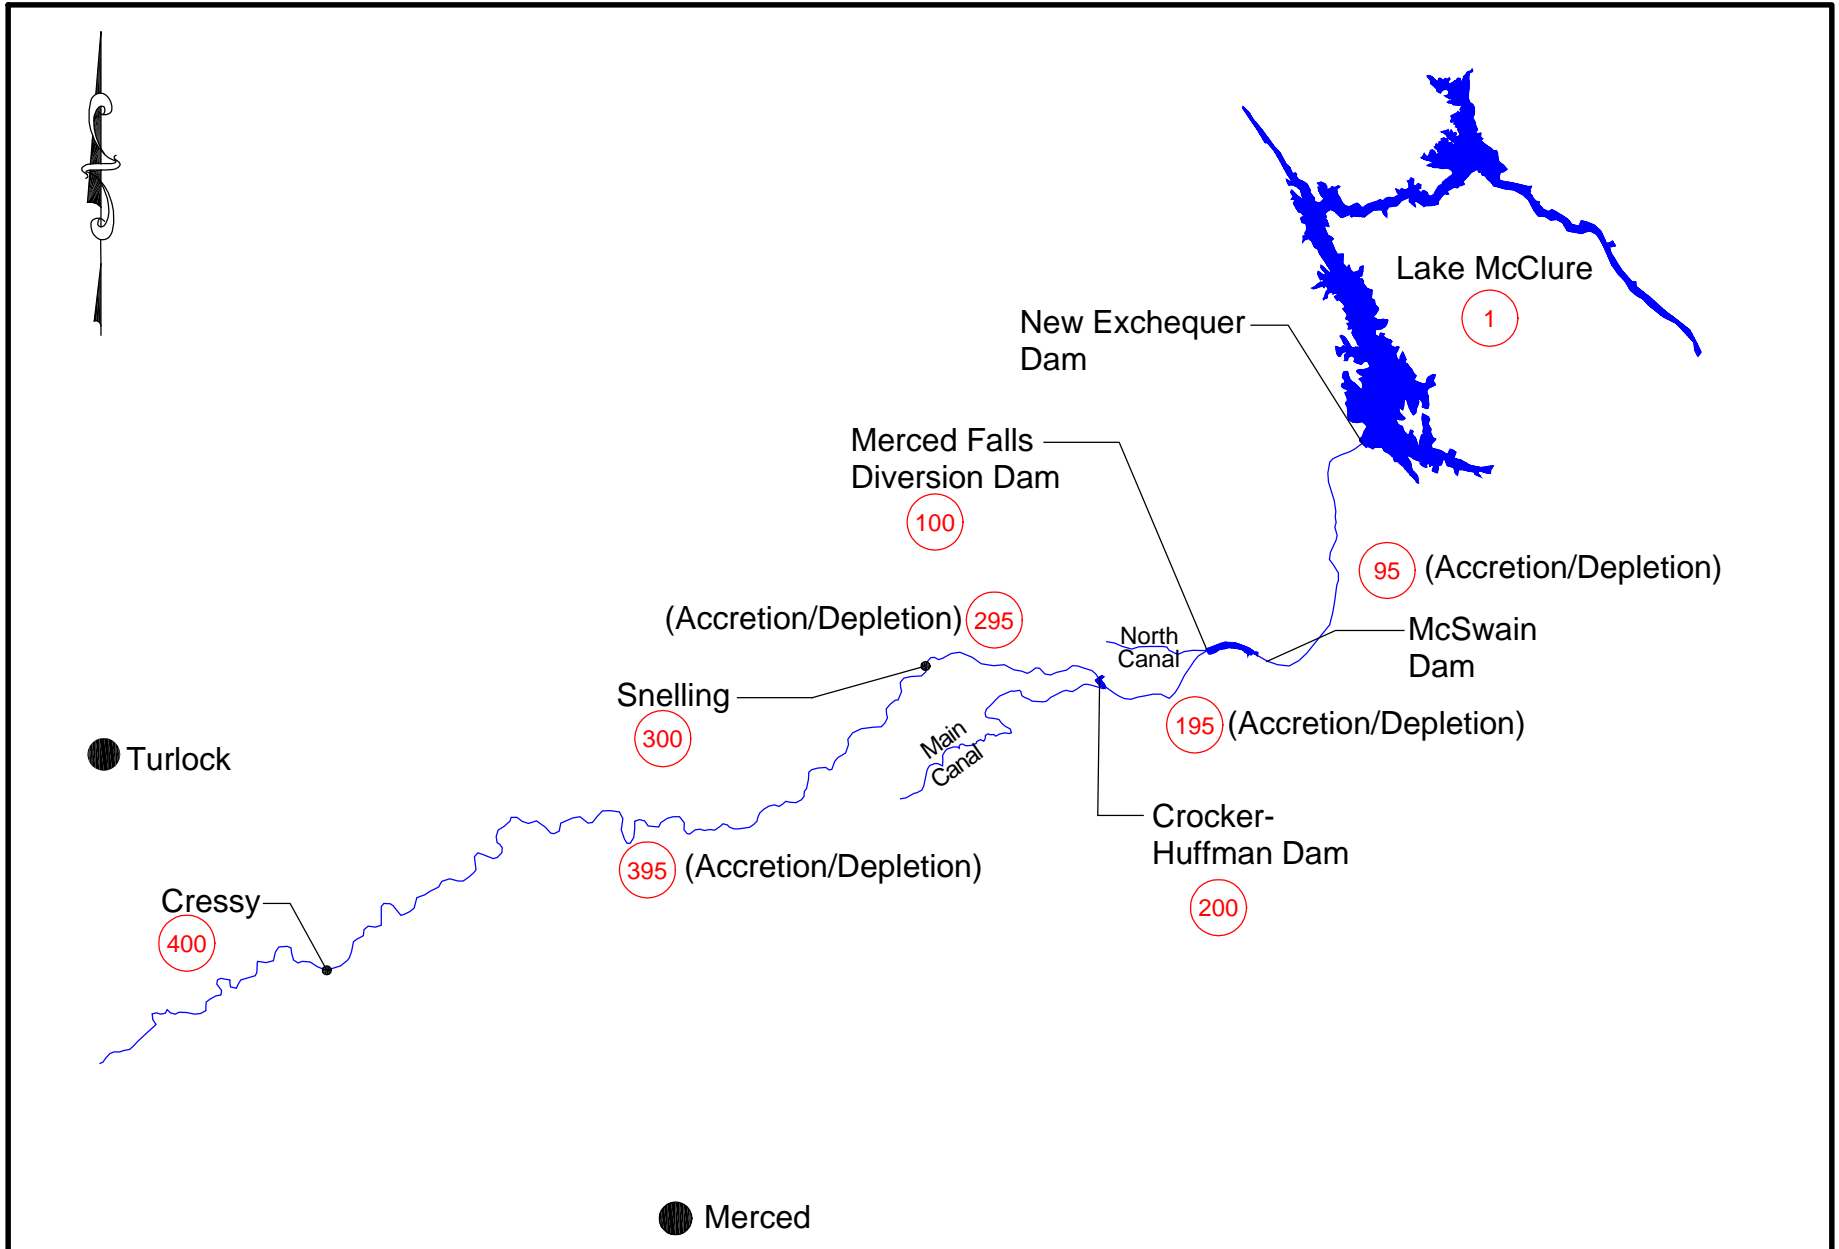 Lake McClure
1
New Exchequer
Dam
Merced Falls
Diversion Dam
100
95 (Accretion/Depletion)
(Accretion/Depletion) 295
North
Canal
McSwain
Dam
Snelling
300
195 (Accretion/Depletion)
Main
Canal
Turlock
Crocker-
Huffman Dam
200
395 (Accretion/Depletion)
Cressy
400
Merced